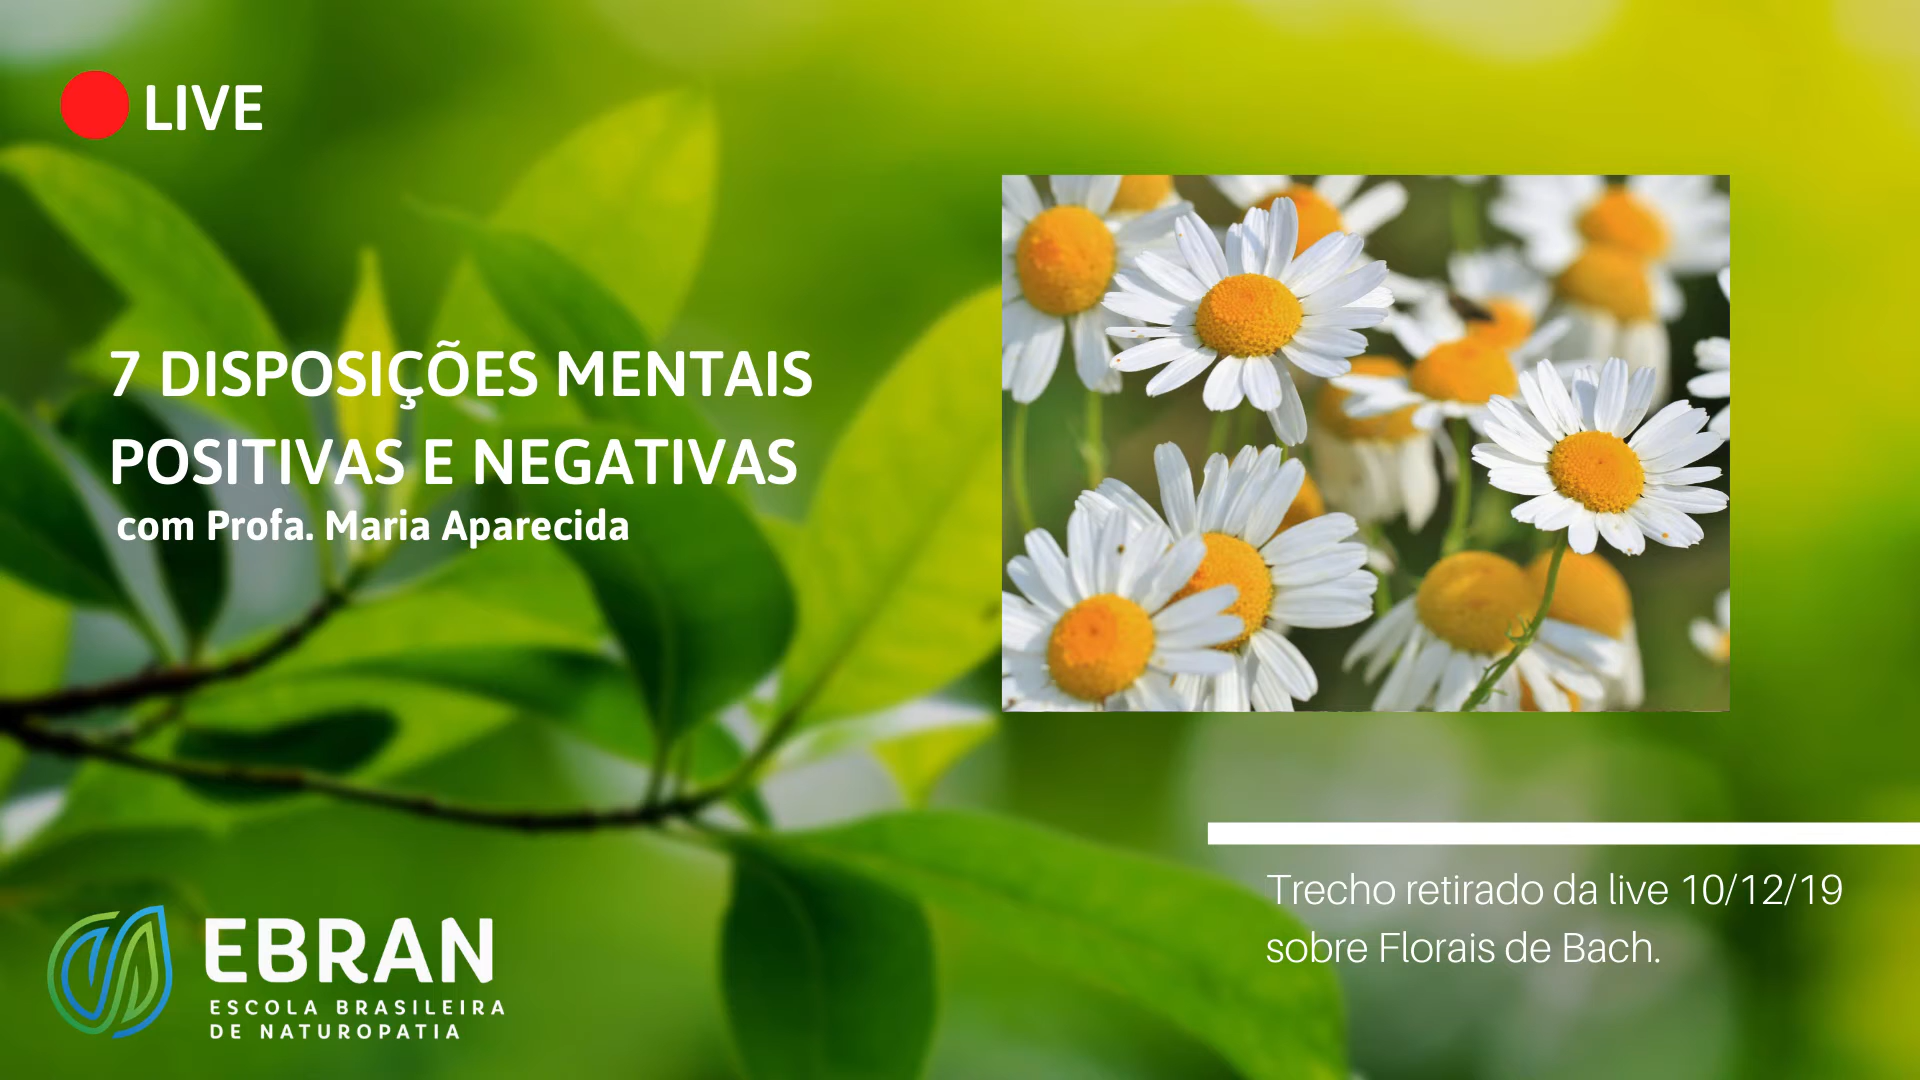 LIVE
7 DISPOSIÇÕES MENTAIS
POSITIVAS E NEGATIVAS
com Profa. Maria Aparecida
Trecho retirado da live 10/12/19
sobre Florais de Bach.
EBRAN
ESCOLA BRASILEIRA
DE NATUROPATIA